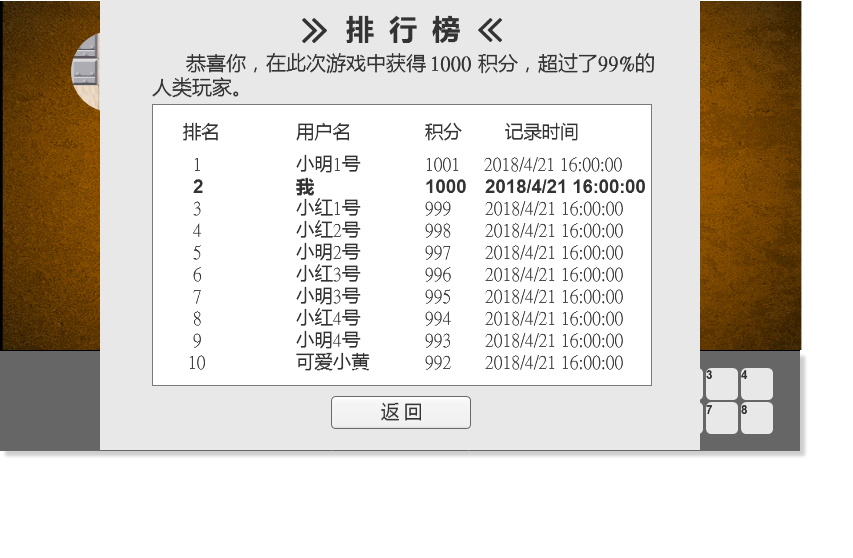 排 行 榜
恭喜你，在此次游戏中获得 1000 积分，超过了99%的
人类玩家。
排名 用户名 积分 记录时间
1 小明1号 1001 2018/4/21 16:00:00
2 我 1000 2018/4/21 16:00:00
3 小红1号 999 2018/4/21 16:00:00
4 小红2号 998 2018/4/21 16:00:00
5 小明2号 997 2018/4/21 16:00:00
6 小红3号 996 2018/4/21 16:00:00
7 小明3号 995 2018/4/21 16:00:00
8 小红4号 994 2018/4/21 16:00:00
9 小明4号 993 2018/4/21 16:00:00
10 可爱小黄 992 2018/4/21 16:00:00
返 回
3 4
7 8